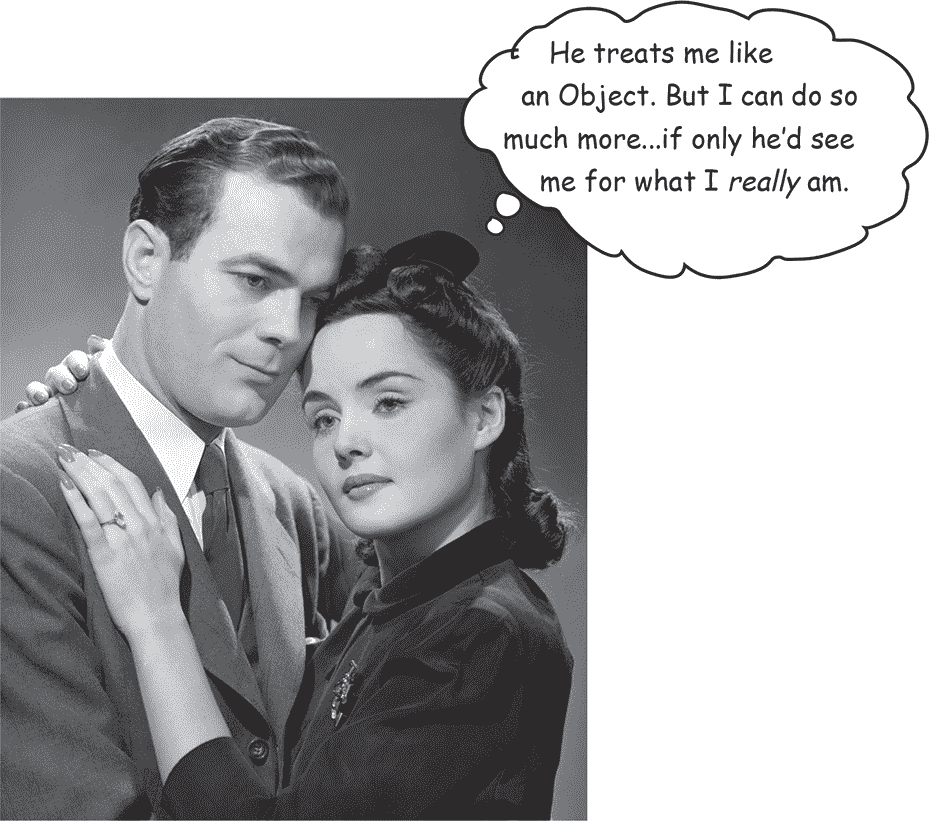 He treats me like
an Object. But I can do so
much more...if only he'd see
me for what I really am.